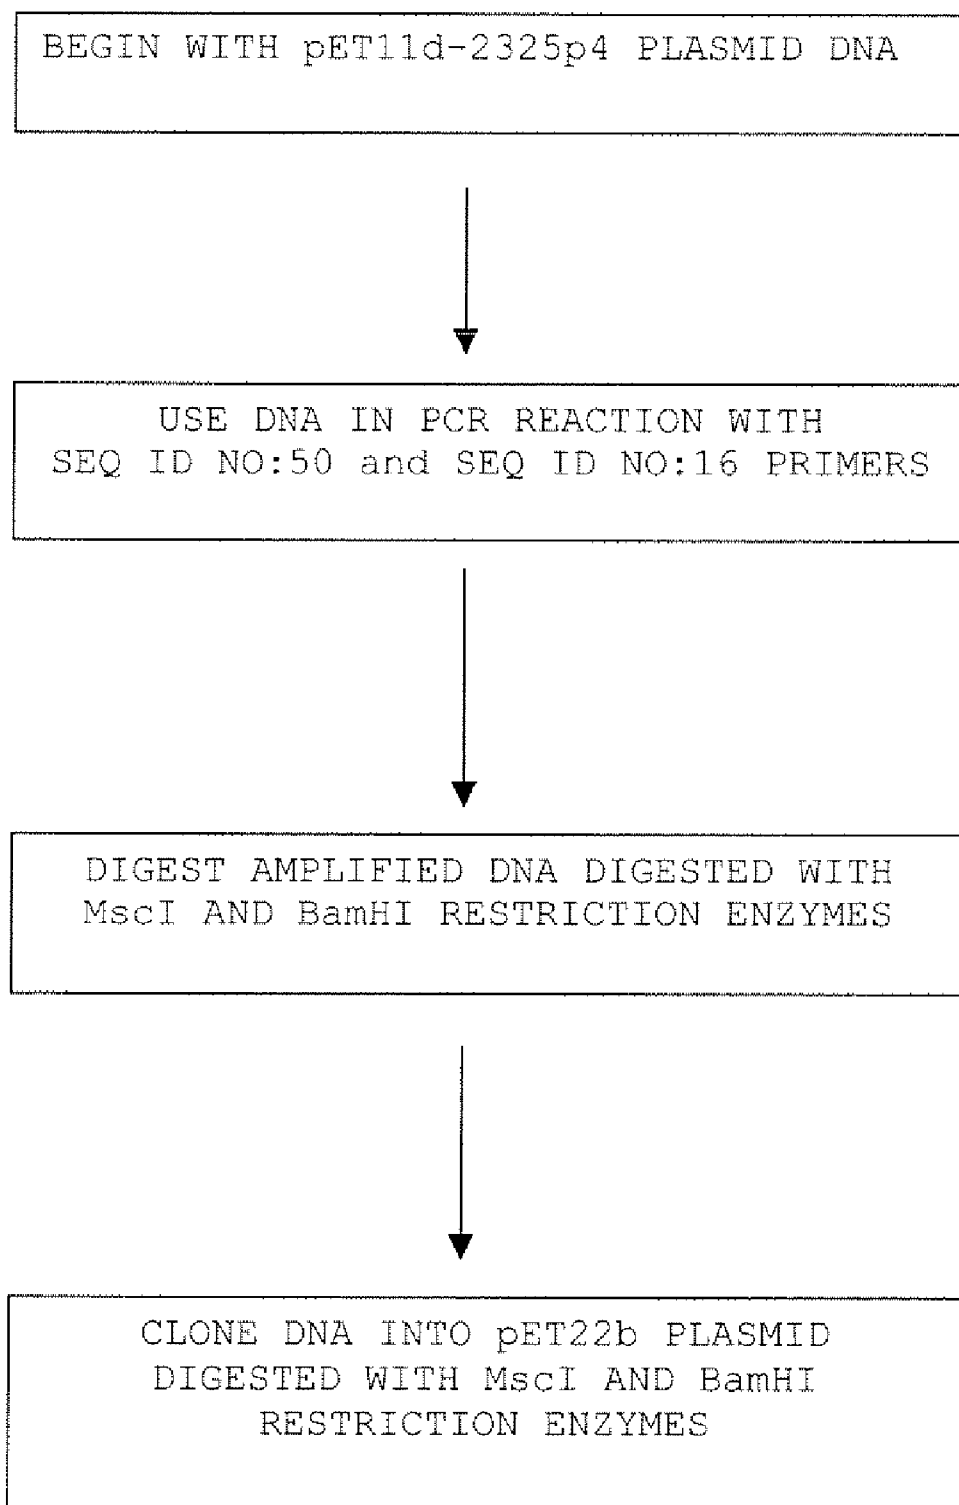 BEGIN WITH pET11d-2325p4 PLASMID DNA
USE DNA IN PCR REACTION WITH
SEQ ID NO:50 and SEQ ID NO:16 PRIMERS
DIGEST AMPLIFIED DNA DIGESTED WITH
MscI AND BamHI RESTRICTION ENZYMES
CLONE DNA INTO pET22b PLASMID
DIGESTED WITH MscI AND BamHI
RESTRICTION ENZYMES